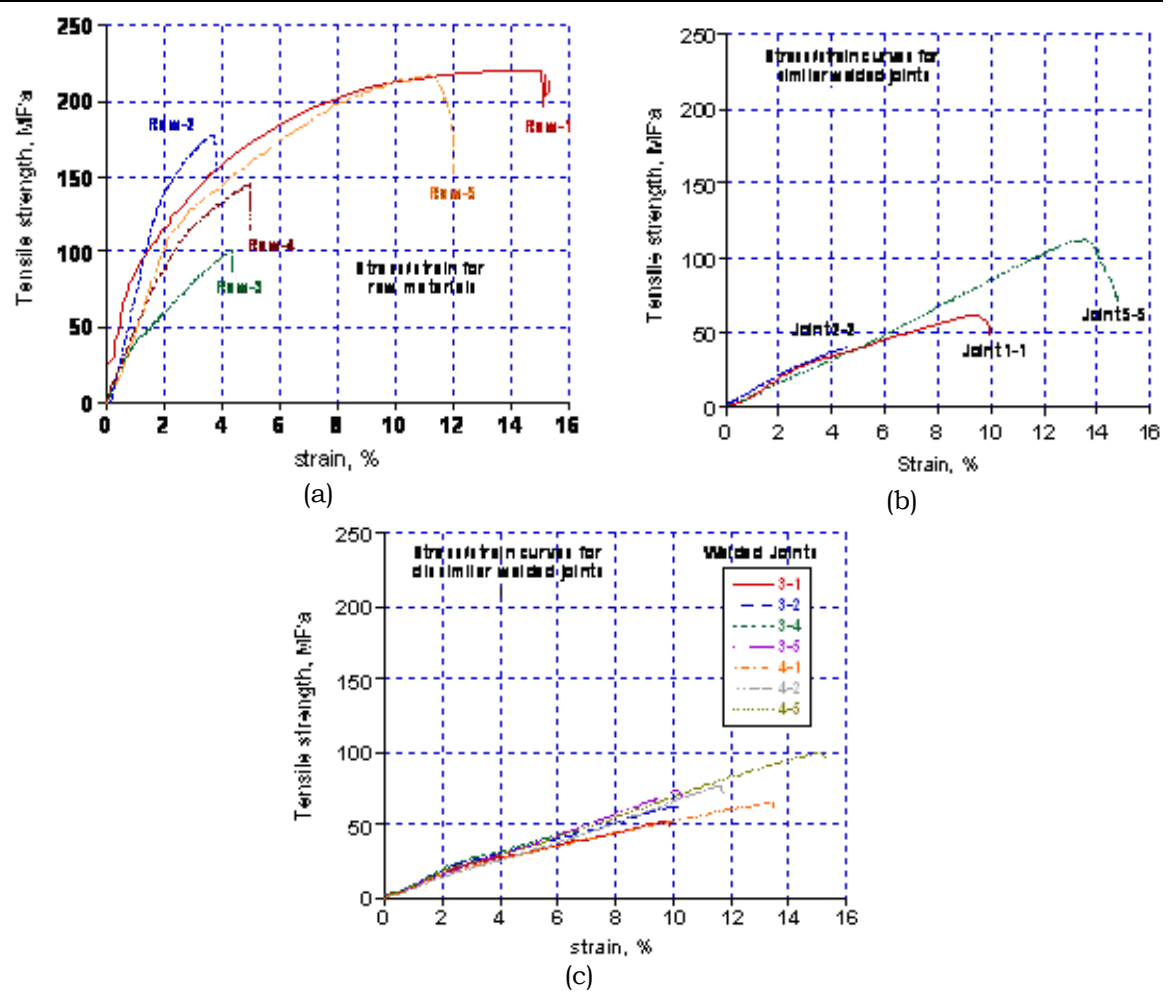 (b)
250
200
150
100
50
0
Tensile strength, MPa
Raw-1
Raw-2
Raw-3
Raw-4
Raw-5
Stress/strain for
raw materials
0 2 4 6 8 10 12 14 16
strain, %
(a)
250
200
150
100
50
0
Tensile strength, MPa
Stress/strain curves for
similar welded joints
Joint 2-2
Joint 5-5
Joint 1-1
0 2 4 6 8 10 12 14 16
Strain, %
(b)
250
200
150
100
50
0
Tensile strength, MPa
Stress/strain curves for
dissimilar welded joints
Welded Joints
3-1
3-2
3-4
3-5
4-1
4-2
4-5
0 2 4 6 8 10 12 14 16
strain, %
(c)